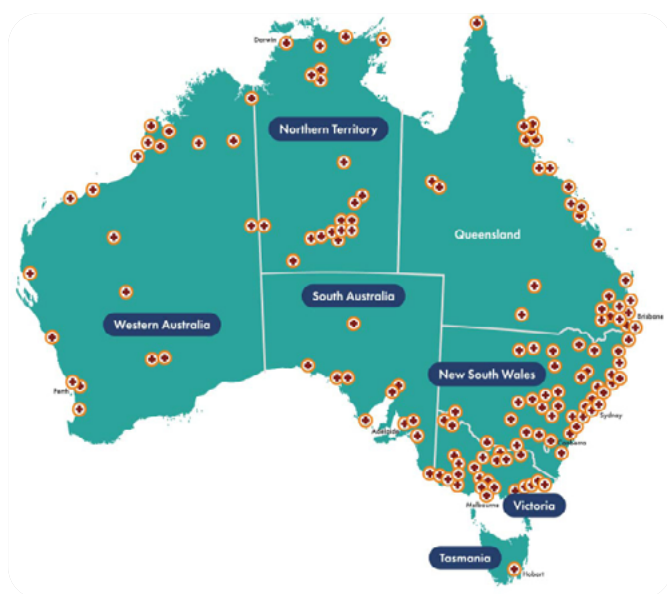 Darwin
Northern Territory
Queensland
South Australia
Western Australia
Brisbane
New South Wales
Perth
Sydney
Adelaide
Canberra
Melbourne
Victoria
Tasmania
Hobart